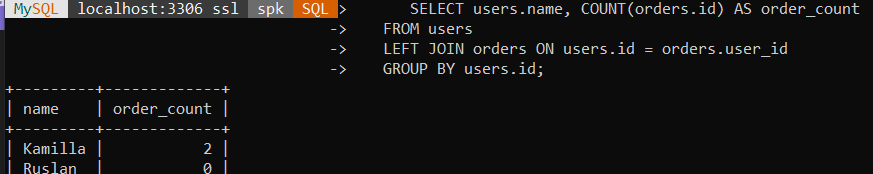 MySQL localhost:3306 ssl spk SQL > SELECT users.name, COUNT(orders.id) AS order_count
-> FROM users
-> LEFT JOIN orders ON users.id = orders.user_id
-> GROUP BY users.id;
+---------+-------------+
| name    | order_count |
+---------+-------------+
| Kamilla |           2 |
| Ruslan  |           0 |